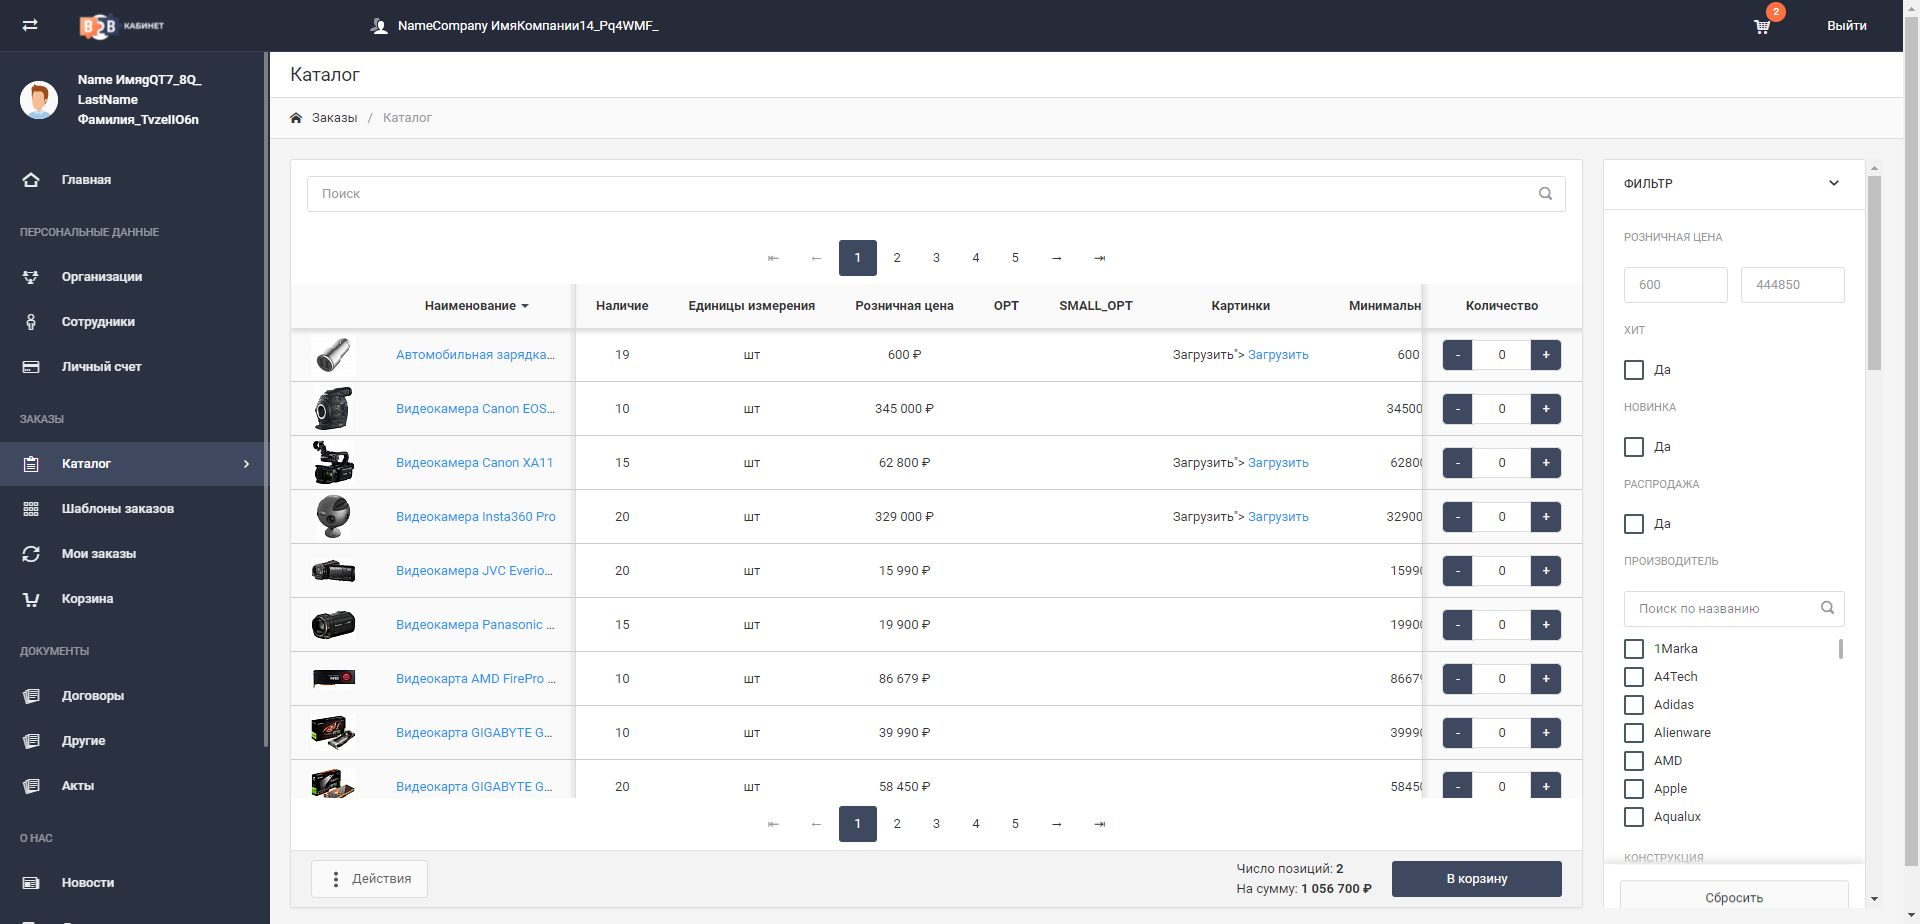 B2B КАБИНЕТ
NameCompany ИмяКомпании14_Pq4WMF_
2
Выйти
Name ИмяgQT7_8Q_
LastName
Фамилия_TvzeIIO6n
Главная
ПЕРСОНАЛЬНЫЕ ДАННЫЕ
Организации
Сотрудники
Личный счет
ЗАКАЗЫ
Каталог
Шаблоны заказов
Мои заказы
Корзина
ДОКУМЕНТЫ
Договоры
Другие
Акты
О НАС
Новости
Каталог
Заказы / Каталог
Поиск
⇤ ← 1 2 3 4 5 → ⇥
Наименование Наличие Единицы измерения Розничная цена ОРТ SMALL_OPT Картинки Минимальн Количество
Автомобильная зарядка... 19 шт 600 ₽ Загрузить"> Загрузить 600 - 0 +
Видеокамера Canon EOS... 10 шт 345 000 ₽ 34500 - 0 +
Видеокамера Canon XA11 15 шт 62 800 ₽ Загрузить"> Загрузить 62800 - 0 +
Видеокамера Insta360 Pro 20 шт 329 000 ₽ Загрузить"> Загрузить 32900 - 0 +
Видеокамера JVC Everio... 20 шт 15 990 ₽ 15990 - 0 +
Видеокамера Panasonic ... 15 шт 19 900 ₽ 19900 - 0 +
Видеокарта AMD FirePro ... 10 шт 86 679 ₽ 86679 - 0 +
Видеокарта GIGABYTE G... 10 шт 39 990 ₽ 39990 - 0 +
Видеокарта GIGABYTE G... 20 шт 58 450 ₽ 58450 - 0 +
⇤ ← 1 2 3 4 5 → ⇥
Действия
Число позиций: 2
На сумму: 1 056 700 ₽
В корзину
ФИЛЬТР
РОЗНИЧНАЯ ЦЕНА
600 444850
ХИТ
Да
НОВИНКА
Да
РАСПРОДАЖА
Да
ПРОИЗВОДИТЕЛЬ
Поиск по названию
1Marka
A4Tech
Adidas
Alienware
AMD
Apple
Aqualux
КОНСТРУКЦИЯ
Сбросить